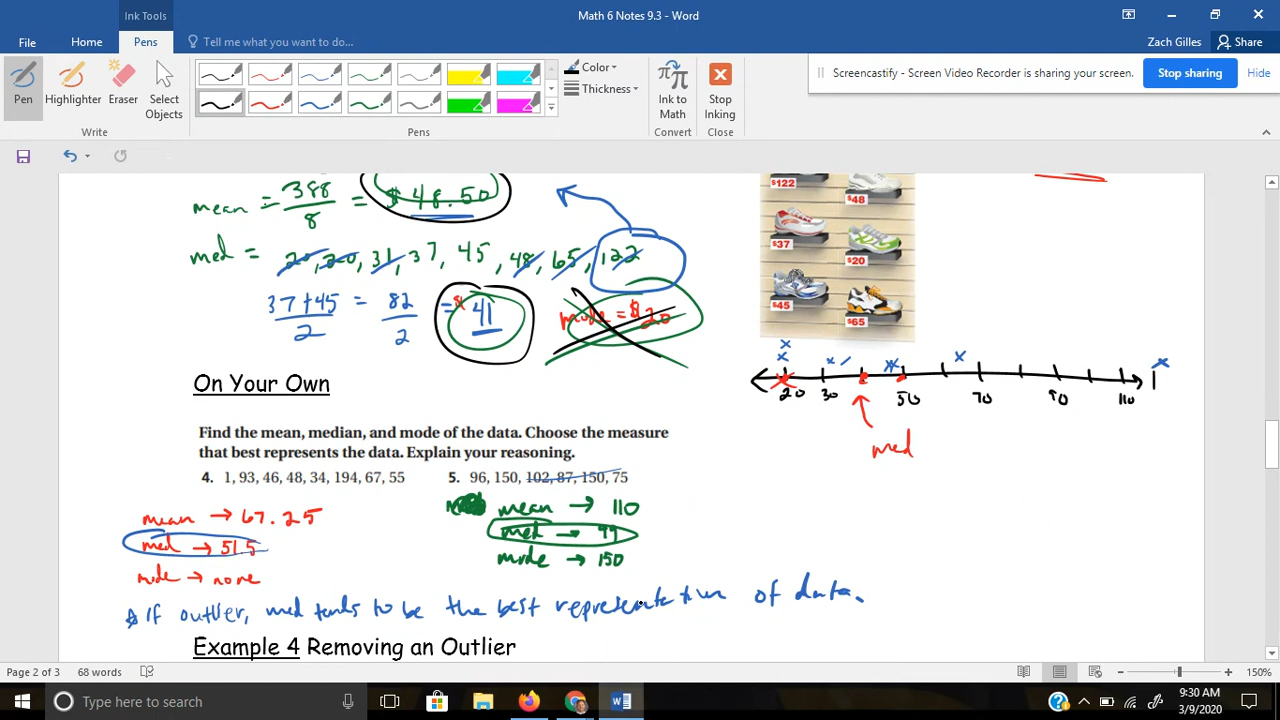 Ink Tools
Math 6 Notes 9.3 - Word
File Home Pens Tell me what you want to do... Zach Gilles Share
Screencastify - Screen Video Recorder is sharing your screen. Stop sharing Hide
Color
Thickness
Pen Highlighter Eraser Select Objects Ink to Math Stop Inking
Write Pens Convert Close
mean = 388/8 = $48.50
med = 20, 20, 31, 37, 45, 48, 65, 122
37+45/2 = 82/2 = $41
mode = $20
$122
$48
$37
$20
$45
$65
20 30 50 70 90 110
med
On Your Own
Find the mean, median, and mode of the data. Choose the measure
that best represents the data. Explain your reasoning.
4. 1, 93, 46, 48, 34, 194, 67, 55
5. 96, 150, 102, 87, 150, 75
mean → 67.25
med → 51.5
mode → none
mean → 110
med → 99
mode → 150
If outlier, med tends to be the best representation of data.
Example 4 Removing an Outlier
Page 2 of 3 68 words 150%
Type here to search
9:30 AM
3/9/2020